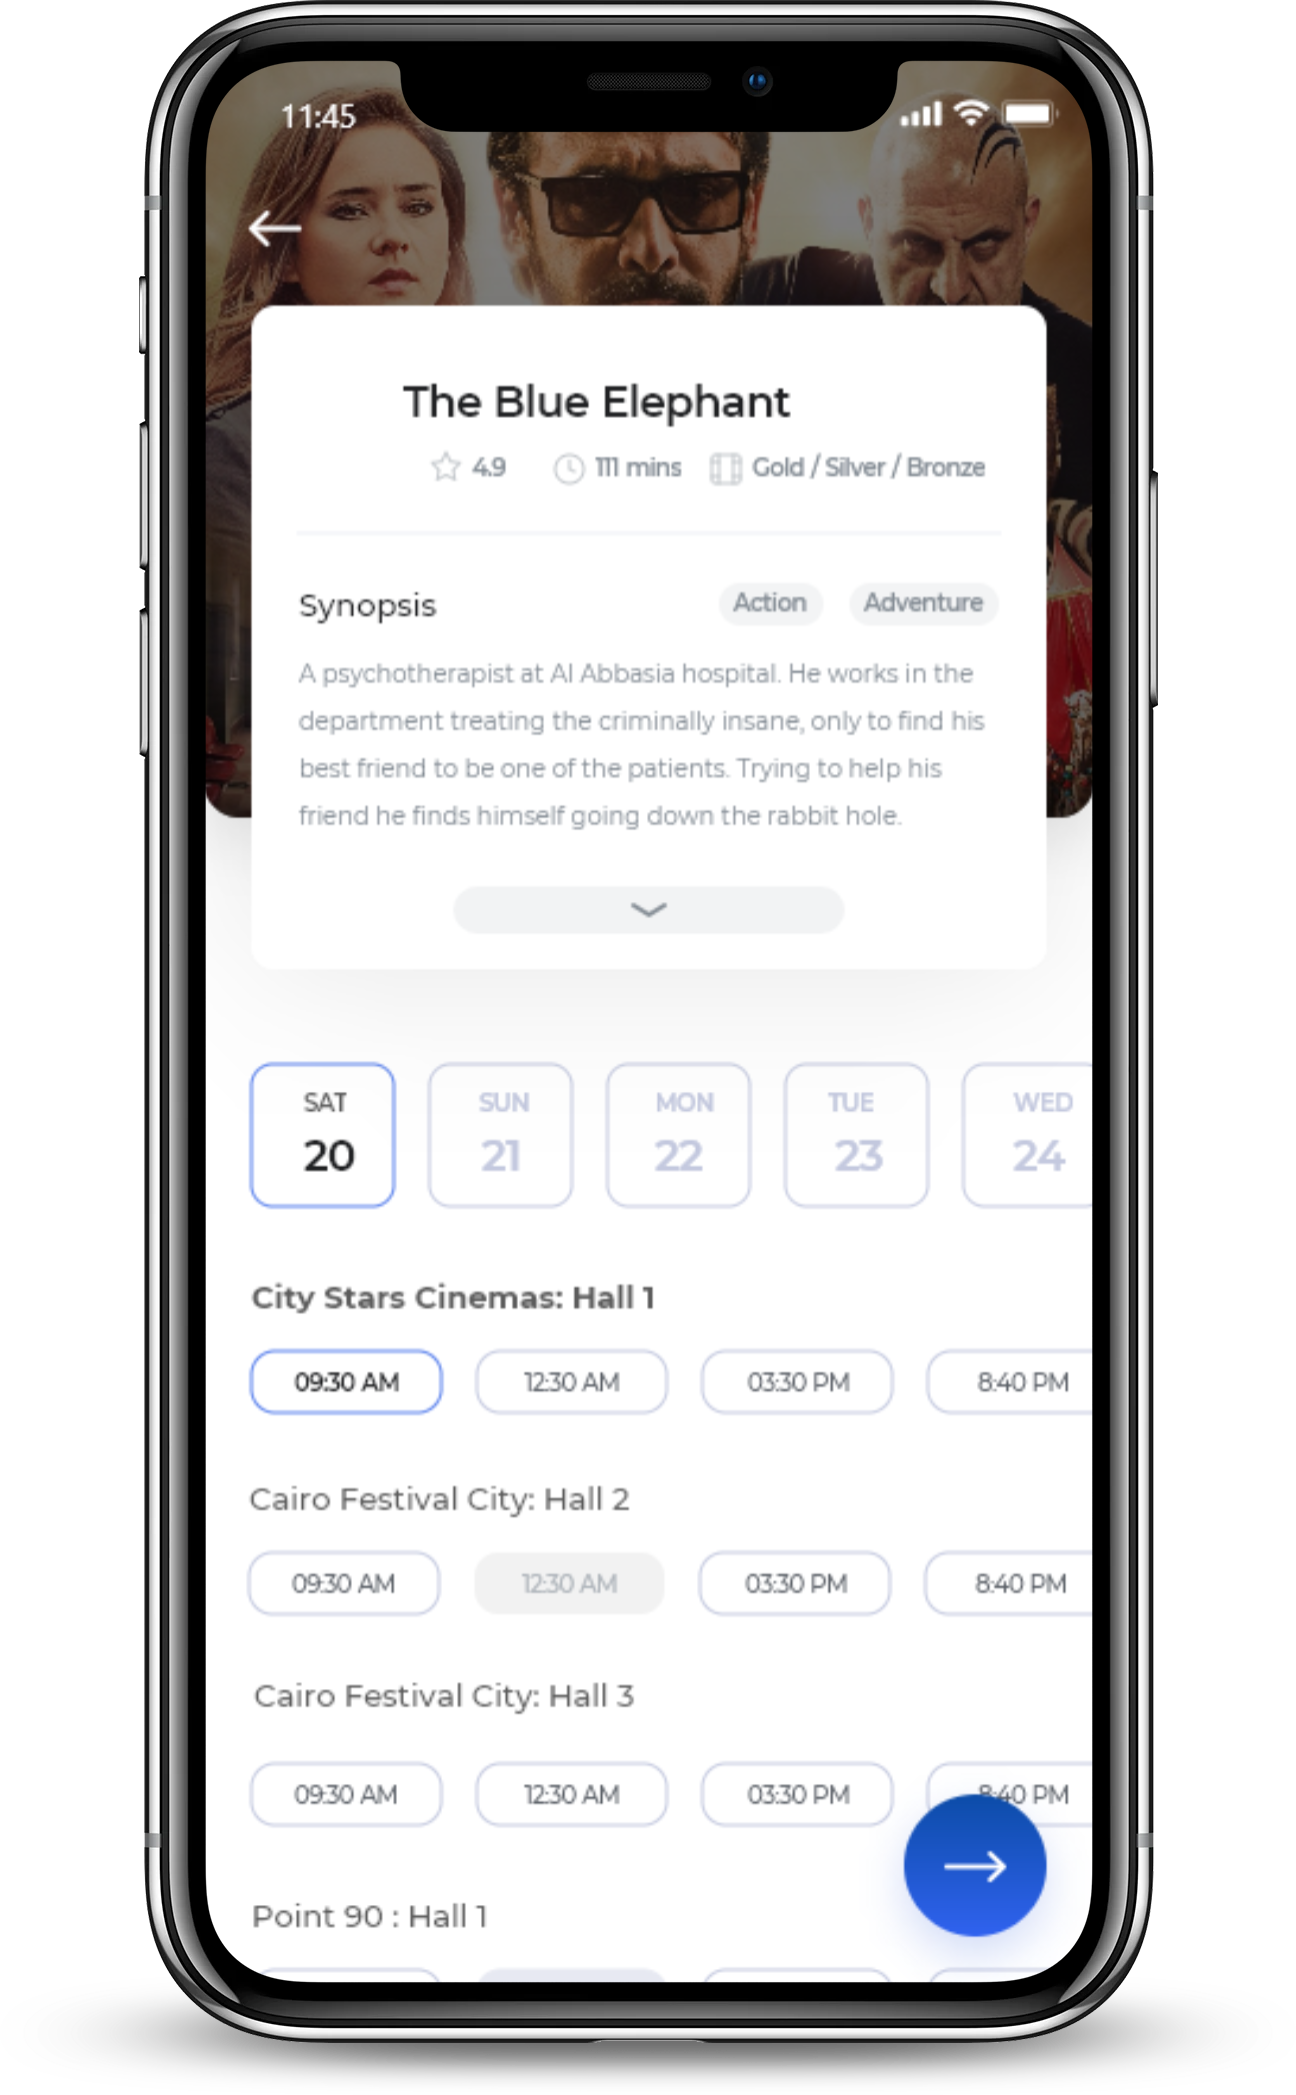 11:45
The Blue Elephant
4.9 111 mins Gold / Silver / Bronze
Synopsis Action Adventure
A psychotherapist at Al Abbasia hospital. He works in the
department treating the criminally insane, only to find his
best friend to be one of the patients. Trying to help his
friend he finds himself going down the rabbit hole.
SAT SUN MON TUE WED
20 21 22 23 24
City Stars Cinemas: Hall 1
09:30 AM 12:30 AM 03:30 PM 8:40 PM
Cairo Festival City: Hall 2
09:30 AM 12:30 AM 03:30 PM 8:40 PM
Cairo Festival City: Hall 3
09:30 AM 12:30 AM 03:30 PM 8:40 PM
Point 90 : Hall 1